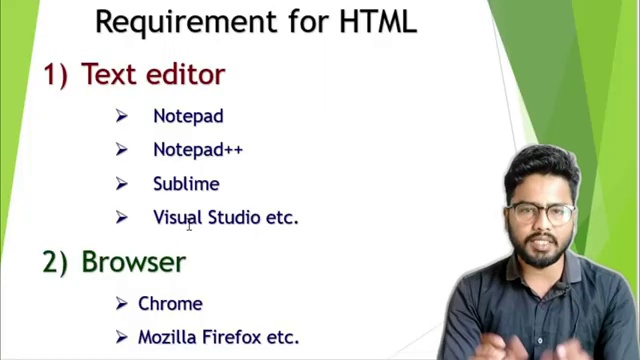 Requirement for HTML
1) Text editor
➢ Notepad
➢ Notepad++
➢ Sublime
➢ Visual Studio etc.
2) Browser
➢ Chrome
➢ Mozilla Firefox etc.